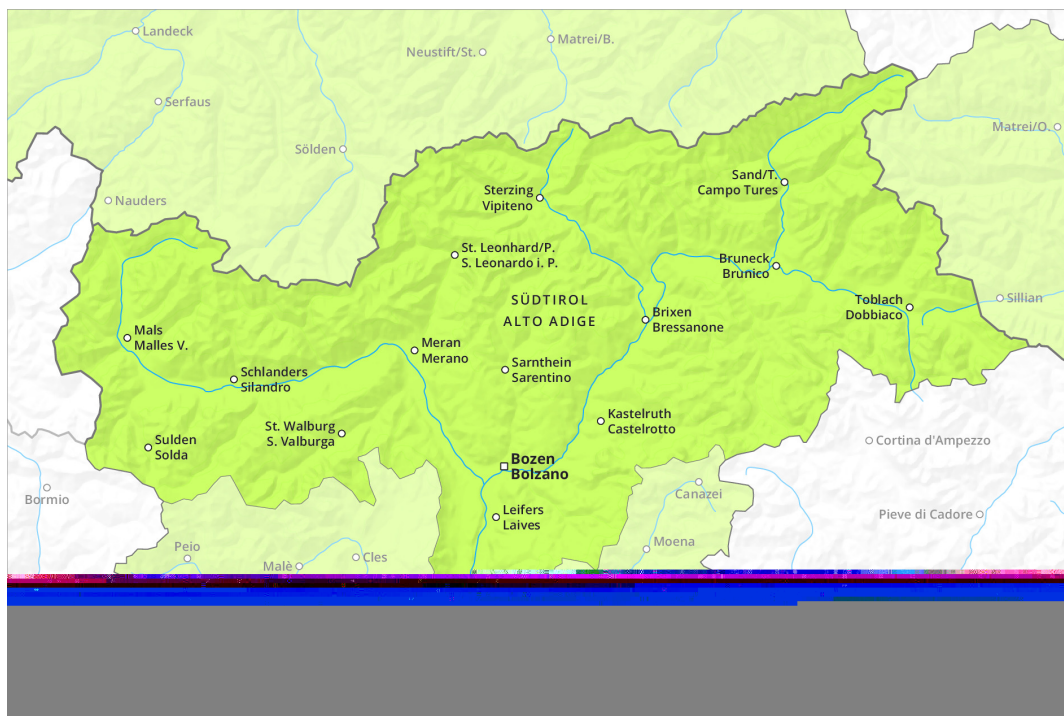 Landeck
Matrei/B.
Neustift/St.
Serfaus
Matrei/O.
Sölden
Sand/T.
Campo Tures
Sterzing
Vipiteno
Nauders
St. Leonhard/P.
S. Leonardo i. P.
Bruneck
Brunico
SÜDTIROL
ALTO ADIGE
Toblach
Dobbiaco
Sillian
Brixen
Bressanone
Mals
Malles V.
Meran
Merano
Sarnthein
Sarentino
Schlanders
Silandro
Kastelruth
Castelrotto
St. Walburg
S. Valburga
Sulden
Solda
Cortina d'Ampezzo
Bozen
Bolzano
Bormio
Canazei
Leifers
Laives
Pieve di Cadore
Moena
Peio
Cles
Malè